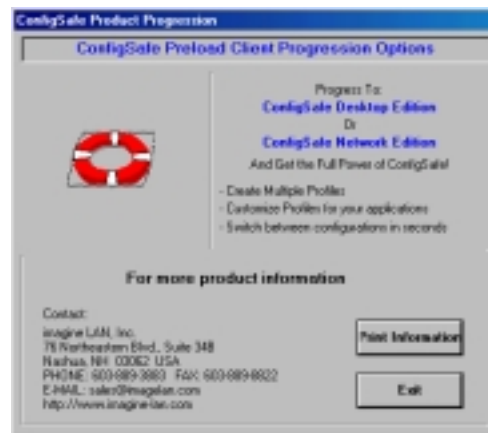 ConfigSafe Product Progression
ConfigSafe Preload Client Progression Options
Progress To:
ConfigSafe Desktop Edition
Or
ConfigSafe Network Edition
And Get the Full Power of ConfigSafe!
- Create Multiple Profiles
- Customize Profiles for your applications
- Switch between configurations in seconds
For more product information
Contact:
imagine LAN, Inc.
76 Northeastern Blvd., Suite 34B
Nashua, NH 03062 USA
PHONE: 603-889-3883 FAX: 603-889-8822
E-MAIL: sales@imagelan.com
http://www.imagine-lan.com
Print Information
Exit